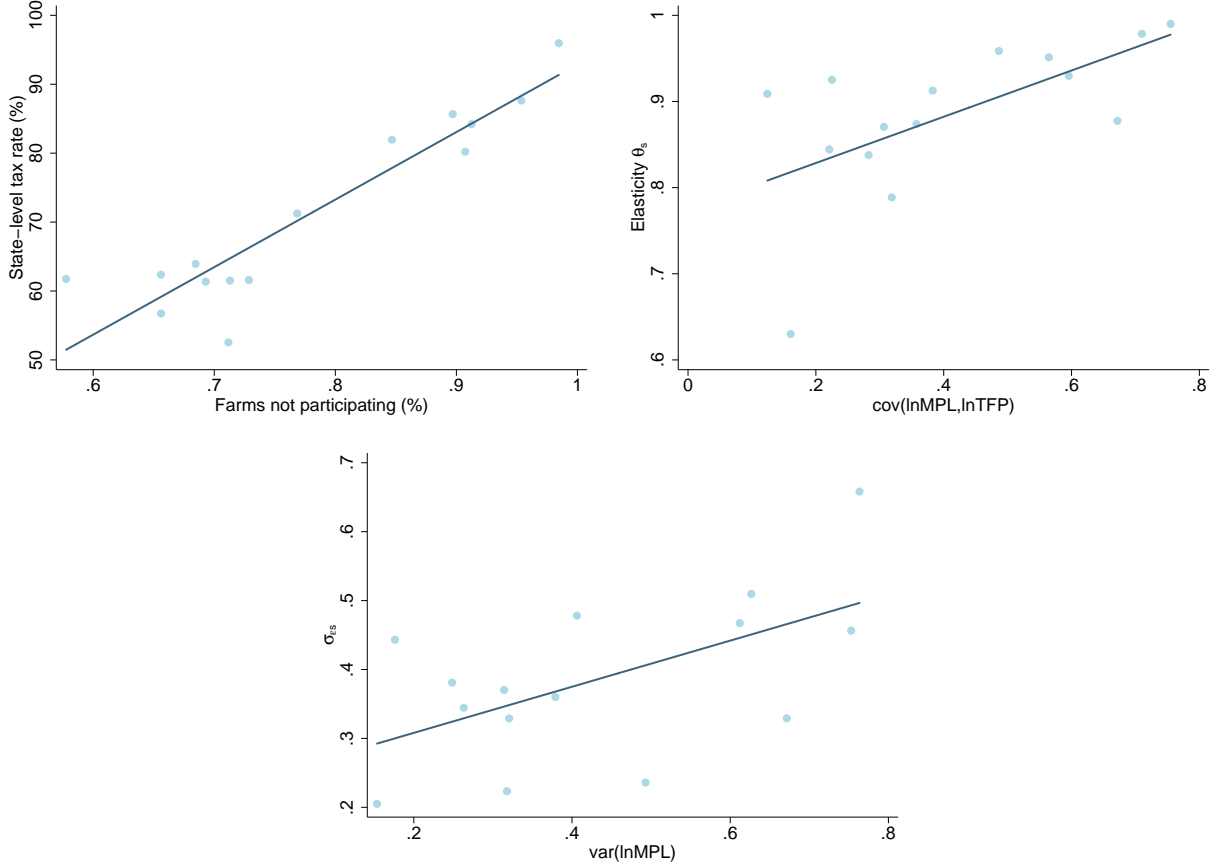 State−level tax rate (%)
100
90
80
70
60
50
.6 .7 .8 .9 1
Farms not participating (%)
Elasticity θs
1
.9
.8
.7
.6
0 .2 .4 .6 .8
cov(lnMPL,lnTFP)
σεs
.7
.6
.5
.4
.3
.2
.2 .4 .6 .8
var(lnMPL)